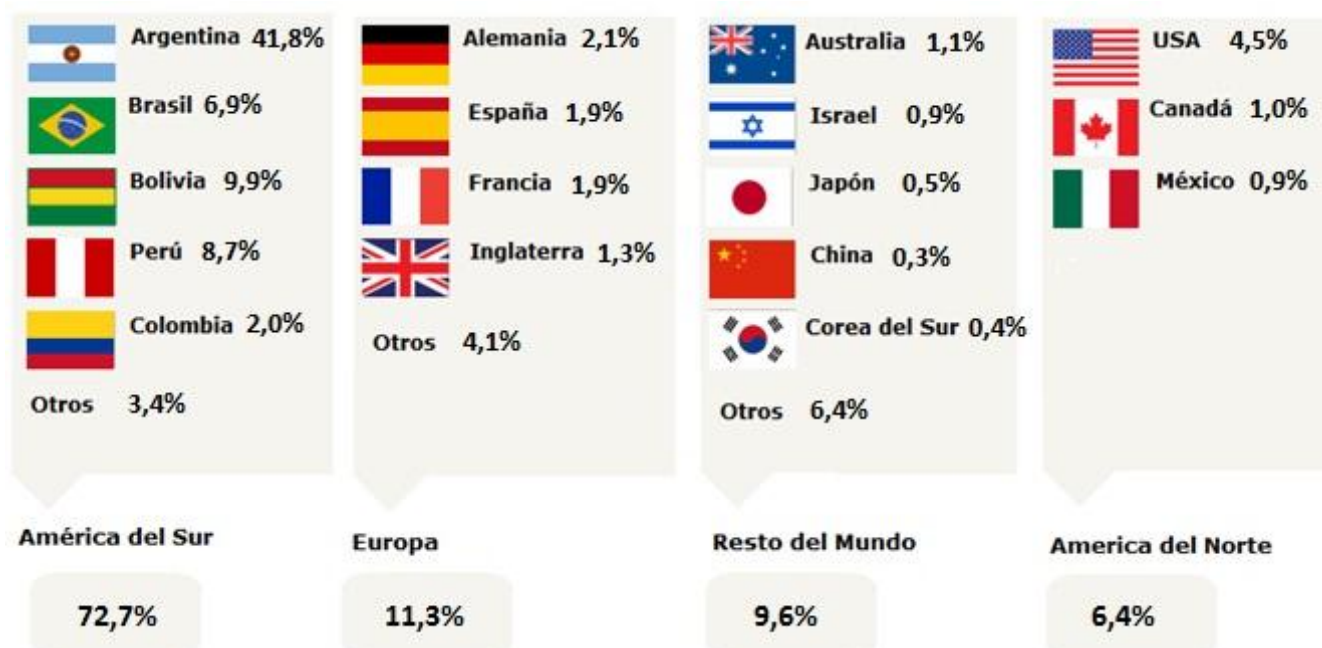 Argentina 41,8%
Brasil 6,9%
Bolivia 9,9%
Perú 8,7%
Colombia 2,0%
Otros 3,4%
América del Sur
72,7%
Alemania 2,1%
España 1,9%
Francia 1,9%
Inglaterra 1,3%
Otros 4,1%
Europa
11,3%
Australia 1,1%
Israel 0,9%
Japón 0,5%
China 0,3%
Corea del Sur 0,4%
Otros 6,4%
Resto del Mundo
9,6%
USA 4,5%
Canadá 1,0%
México 0,9%
America del Norte
6,4%